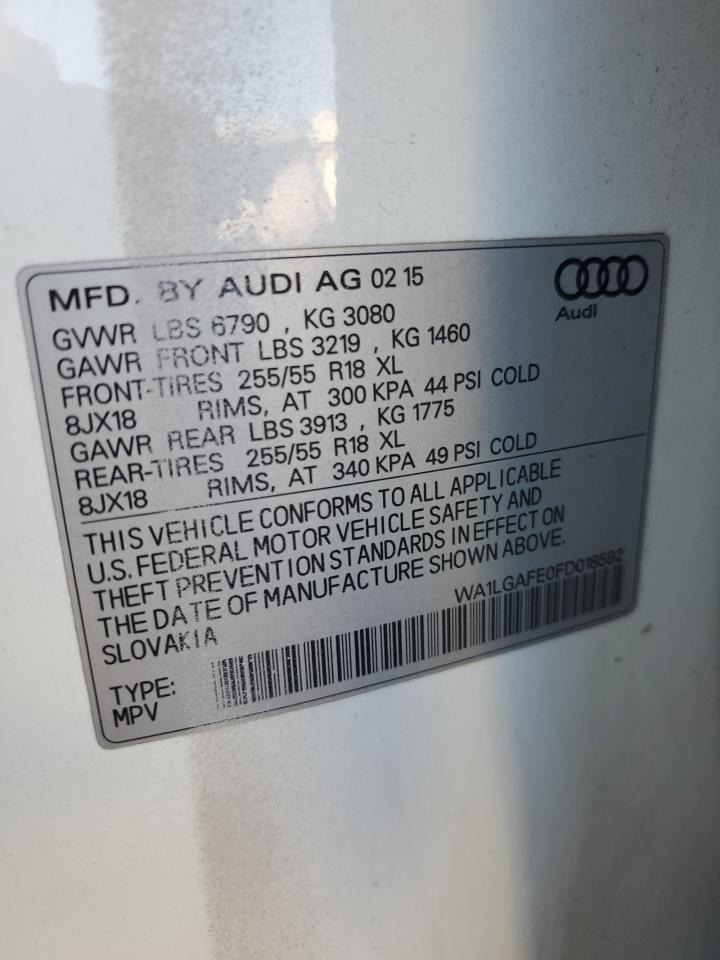 MFD. BY AUDI AG 02 15
Audi
GVWR LBS 6790 , KG 3080
GAWR FRONT LBS 3219 , KG 1460
FRONT-TIRES 255/55 R18 XL
8JX18 RIMS, AT 300 KPA 44 PSI COLD
GAWR REAR LBS 3913 , KG 1775
REAR-TIRES 255/55 R18 XL
8JX18 RIMS, AT 340 KPA 49 PSI COLD
THIS VEHICLE CONFORMS TO ALL APPLICABLE
U.S. FEDERAL MOTOR VEHICLE SAFETY AND
THEFT PREVENTION STANDARDS IN EFFECT ON
THE DATE OF MANUFACTURE SHOWN ABOVE.
SLOVAKIA
WA1LGAFE0FD018592
TYPE:
MPV